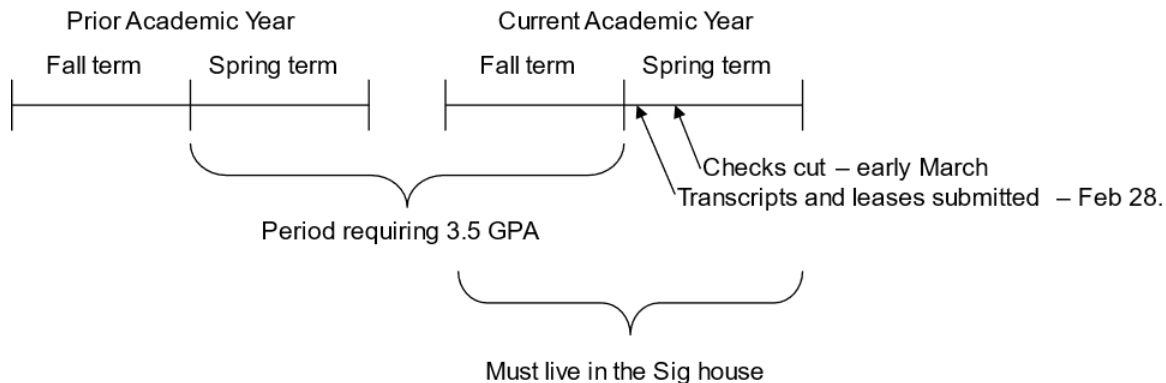 Prior Academic Year
Current Academic Year
Fall term
Spring term
Fall term
Spring term
Checks cut – early March
Transcripts and leases submitted – Feb 28.
Period requiring 3.5 GPA
Must live in the Sig house